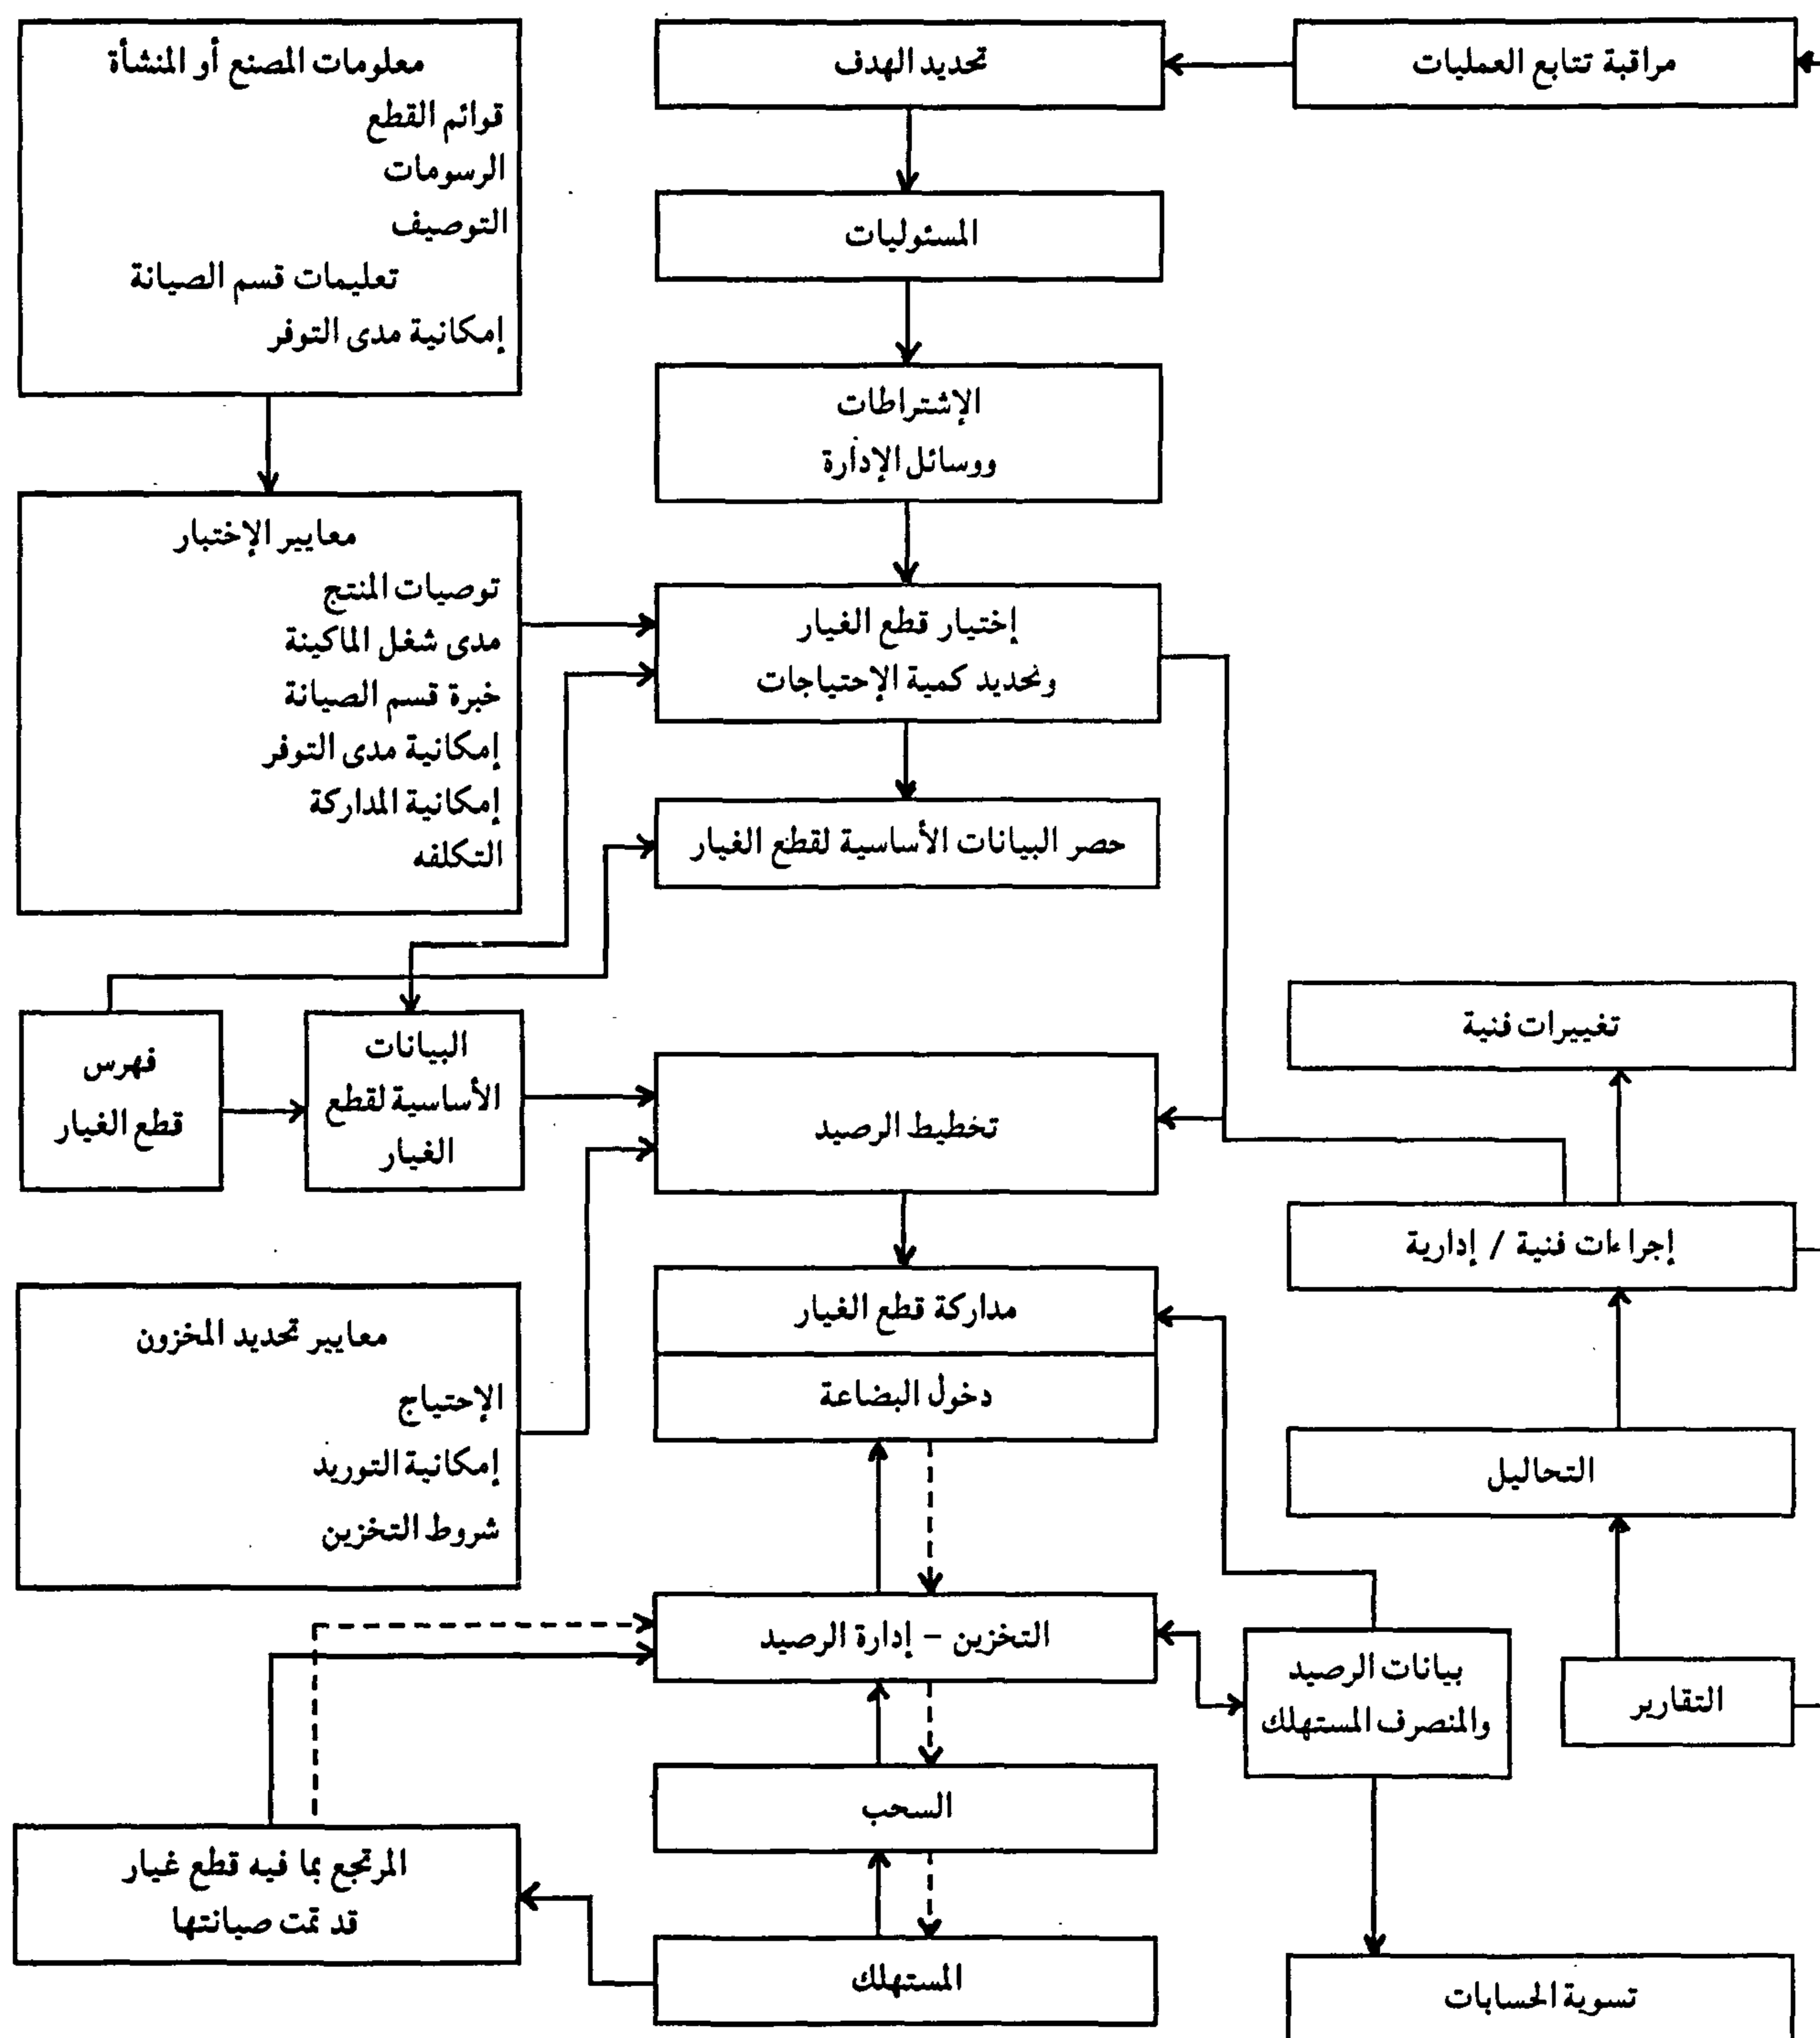 مراقبة تتابع العمليات
تحديد الهدف
معلومات المصنع أو المنشأة
قوائم القطع
الرسومات
التوصيف
تعليمات قسم الصيانة
إمكانية مدى التوفر
المسئوليات
الإشتراطات
ووسائل الإدارة
معايير الإختبار
توصيات المنتج
مدى شغل الماكينة
خبرة قسم الصيانة
إمكانية مدى التوفر
إمكانية المداركة
التكلفه
إختيار قطع الغيار
وتحديد كمية الإحتياجات
حصر البيانات الأساسية لقطع الغيار
تغييرات فنية
تخطيط الرصيد
البيانات
الأساسية لقطع
الغيار
فهرس
قطع الغيار
إجراءات فنية / إدارية
مداركة قطع الغيار
دخول البضاعة
معايير تحديد المخزون
الإحتياج
إمكانية التوريد
شروط التخزين
التحاليل
التقارير
بيانات الرصيد
والمنصرف المستهلك
التخزين – إدارة الرصيد
السحب
المرتجع بما فيه قطع غيار
قد تمت صيانتها
المستهلك
تسوية الحسابات